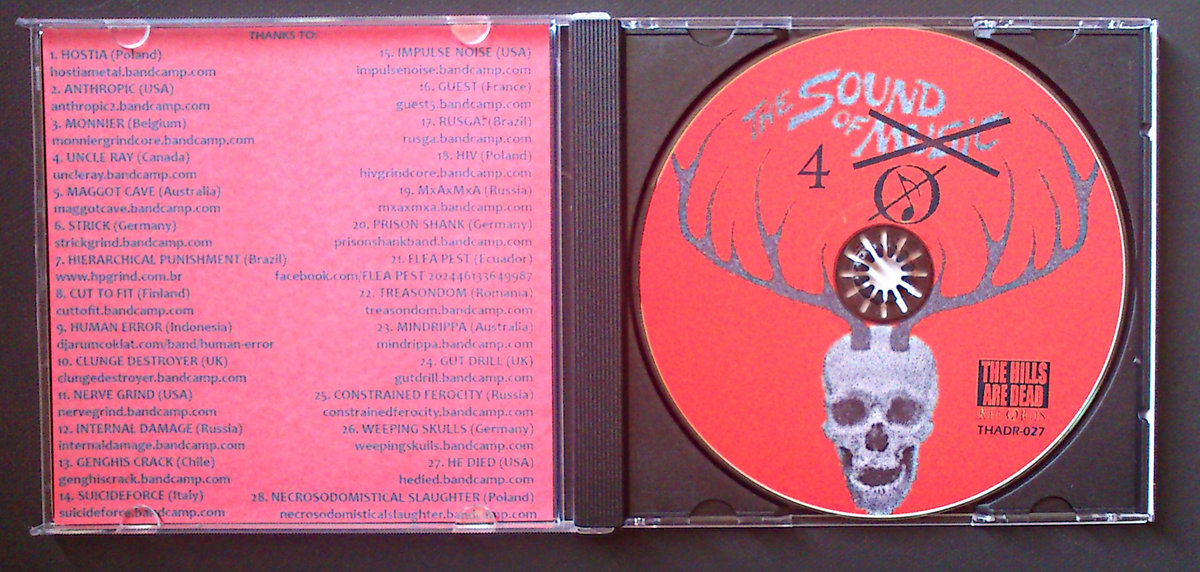 THANKS TO:
1. HOSTIA (Poland)
hostiametal.bandcamp.com
2. ANTHROPIC (USA)
anthropic2.bandcamp.com
3. MONNIER (Belgium)
monniergrindcore.bandcamp.com
4. UNCLE RAY (Canada)
uncleray.bandcamp.com
5. MAGGOT CAVE (Australia)
maggotcave.bandcamp.com
6. STRICK (Germany)
strickgrind.bandcamp.com
7. HIERARCHICAL PUNISHMENT (Brazil)
www.hpgrind.com.br
8. CUT TO FIT (Finland)
cuttofit.bandcamp.com
9. HUMAN ERROR (Indonesia)
djarumcoklat.com/band/human-error
10. CLUNGE DESTROYER (UK)
clungedestroyer.bandcamp.com
11. NERVE GRIND (USA)
nervegrind.bandcamp.com
12. INTERNAL DAMAGE (Russia)
internaldamage.bandcamp.com
13. GENGHIS CRACK (Chile)
genghiscrack.bandcamp.com
14. SUICIDEFORCE (Italy)
suicideforce.bandcamp.com
15. IMPULSE NOISE (USA)
impulsenoise.bandcamp.com
16. GUEST (France)
guest5.bandcamp.com
17. RUSGA.·. (Brazil)
rusga.bandcamp.com
18. HIV (Poland)
hivgrindcore.bandcamp.com
19. MxAxMxA (Russia)
mxaxmxa.bandcamp.com
20. PRISON SHANK (Germany)
prisonshankband.bandcamp.com
21. FLEA PEST (Ecuador)
facebook.com/FLEA PEST 202446133649987
22. TREASONDOM (Romania)
treasondom.bandcamp.com
23. MINDRIPPA (Australia)
mindrippa.bandcamp.com
24. GUT DRILL (UK)
gutdrill.bandcamp.com
25. CONSTRAINED FEROCITY (Russia)
constrainedferocity.bandcamp.com
26. WEEPING SKULLS (Germany)
weepingskulls.bandcamp.com
27. HE DIED (USA)
hedied.bandcamp.com
28. NECROSODOMISTICAL SLAUGHTER (Poland)
necrosodomisticalslaughter.bandcamp.com
THE SOUND
OF MUSIC
4
THE HILLS
ARE DEAD
RECORDS
THADR-027